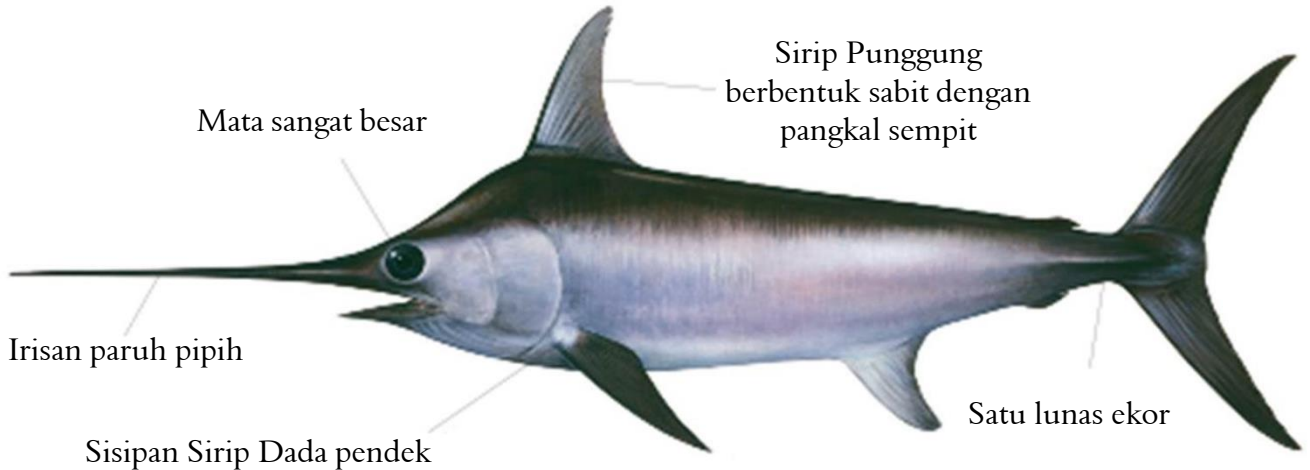 Sirip Punggung
berbentuk sabit dengan
pangkal sempit
Mata sangat besar
Irisan paruh pipih
Satu lunas ekor
Sisipan Sirip Dada pendek